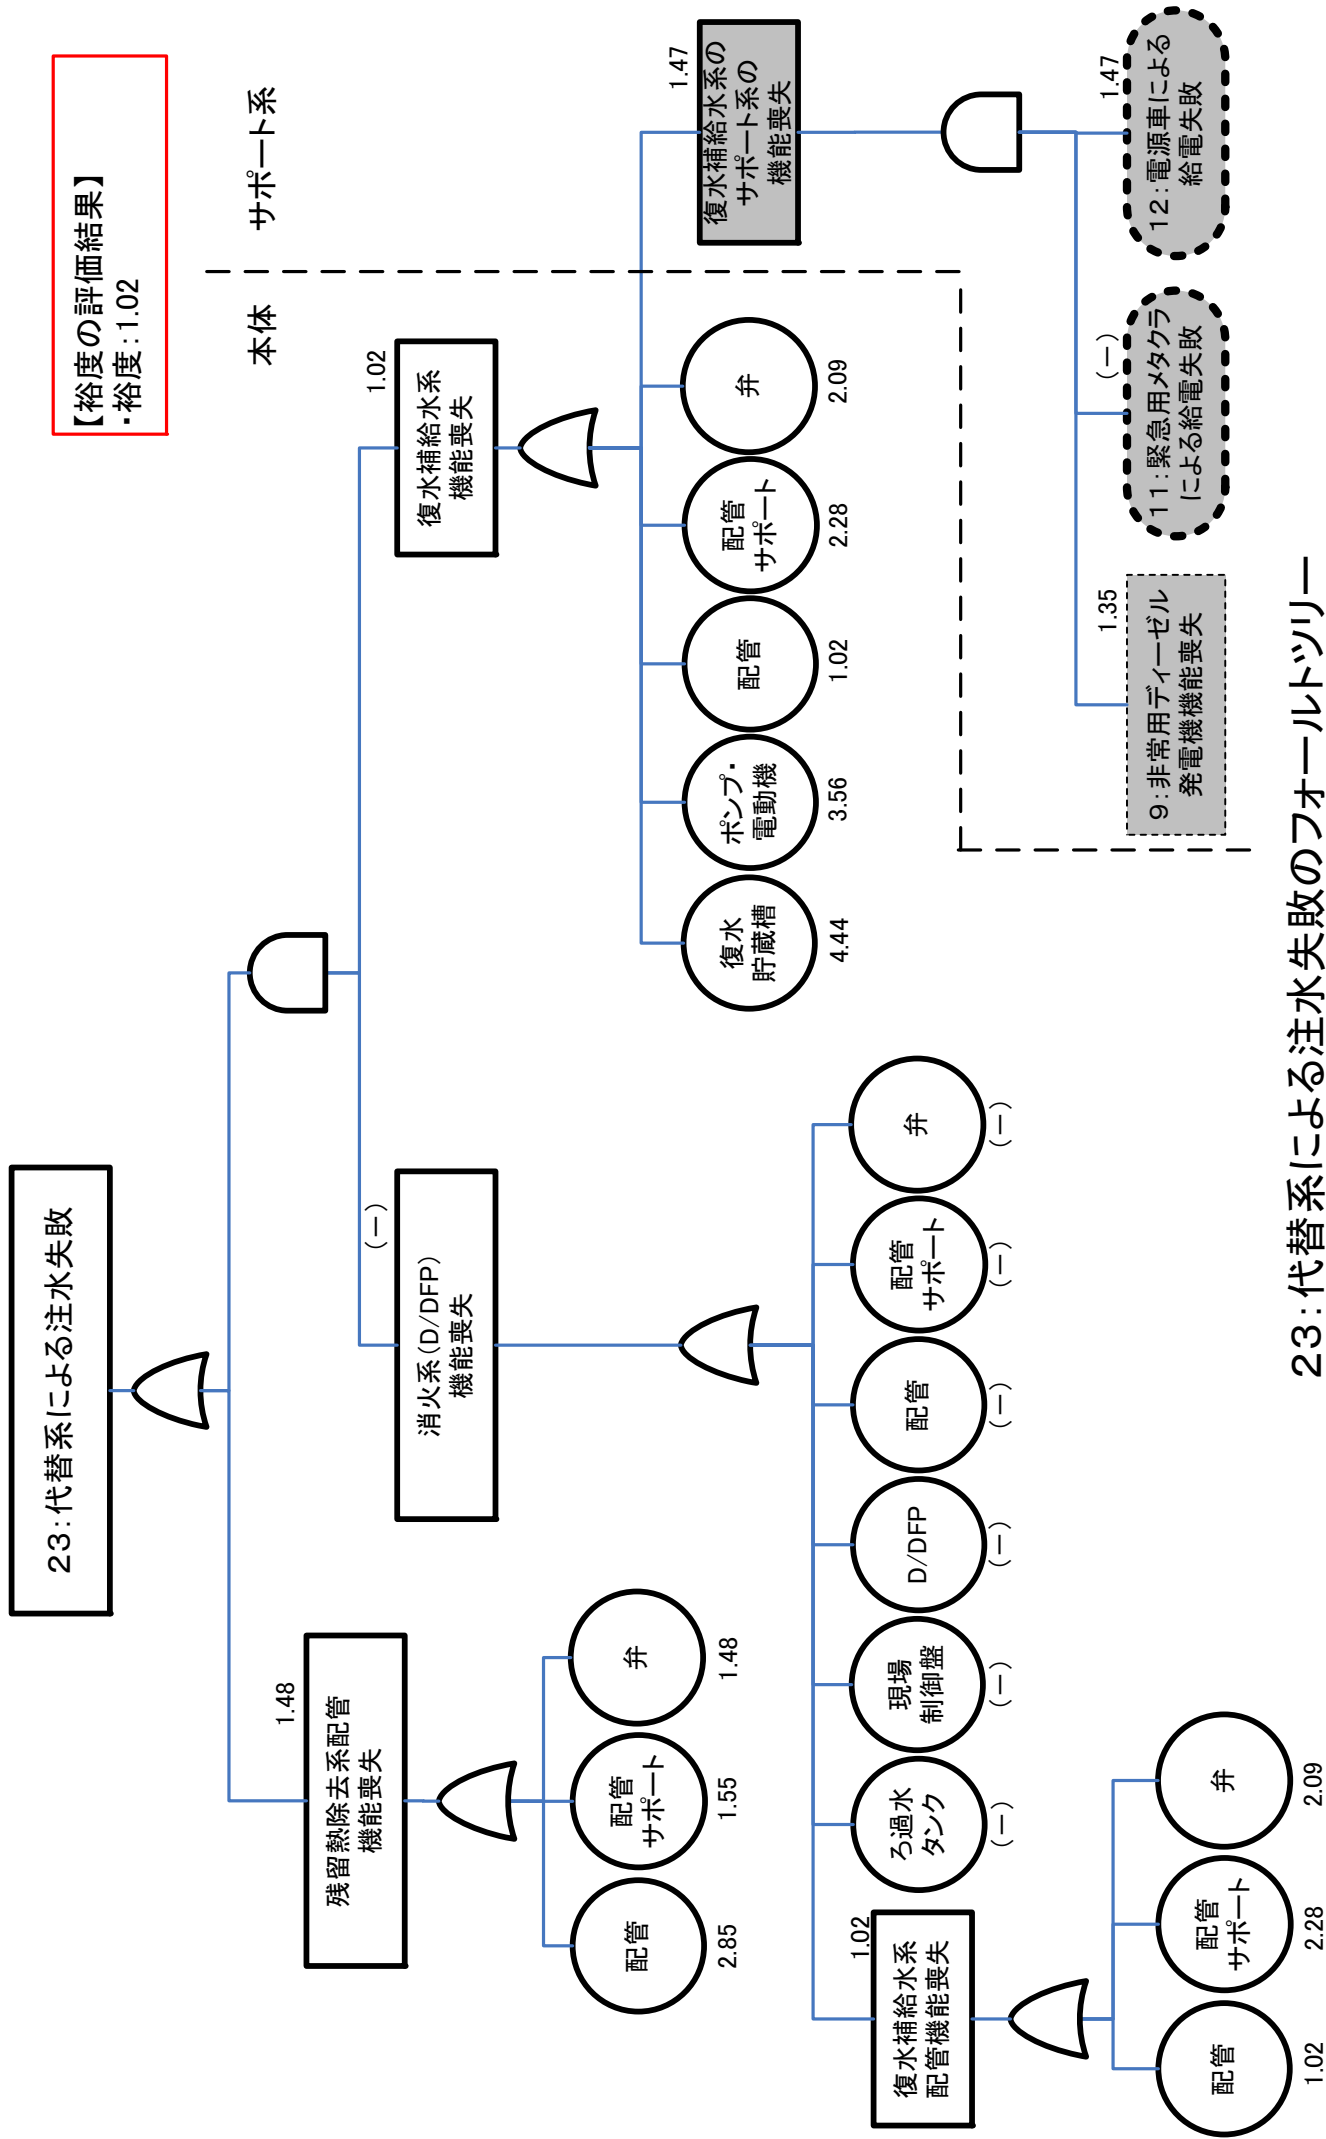 【裕度の評価結果】
・裕度:1.02
23:代替系による注水失敗
本体
サポート系
1.48
残留熱除去系配管
機能喪失
(-)
消火系(D/DFP)
機能喪失
1.02
復水補給水系
機能喪失
配管
2.85
配管
サポート
1.55
弁
1.48
1.47
復水補給水系の
サポート系の
機能喪失
復水
貯蔵槽
4.44
ポンプ・
電動機
3.56
配管
1.02
配管
サポート
2.28
弁
2.09
1.02
復水補給水系
配管機能喪失
ろ過水
タンク
(-)
現場
制御盤
(-)
D/DFP
(-)
配管
(-)
配管
サポート
(-)
弁
(-)
1.35
9:非常用ディーゼル
発電機機能喪失
(-)
11:緊急用メタクラ
による給電失敗
1.47
12:電源車による
給電失敗
配管
1.02
配管
サポート
2.28
弁
2.09
23:代替系による注水失敗のフォールトツリー